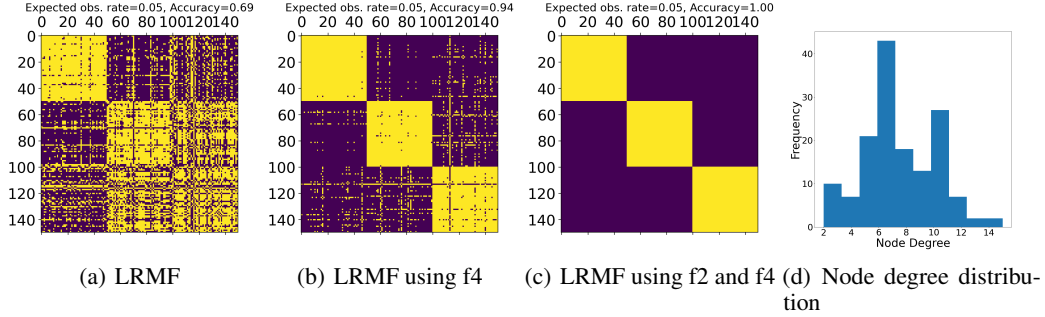 Expected obs. rate=0.05, Accuracy=0.69
0 20 40 60 80 100 120 140
0
20
40
60
80
100
120
140
(a) LRMF
Expected obs. rate=0.05, Accuracy=0.94
0 20 40 60 80 100 120 140
0
20
40
60
80
100
120
140
(b) LRMF using f4
Expected obs. rate=0.05, Accuracy=1.00
0 20 40 60 80 100 120 140
0
20
40
60
80
100
120
140
(c) LRMF using f2 and f4
40
30
20
10
0
Frequency
2 4 6 8 10 12 14
Node Degree
(d) Node degree distribu-
tion